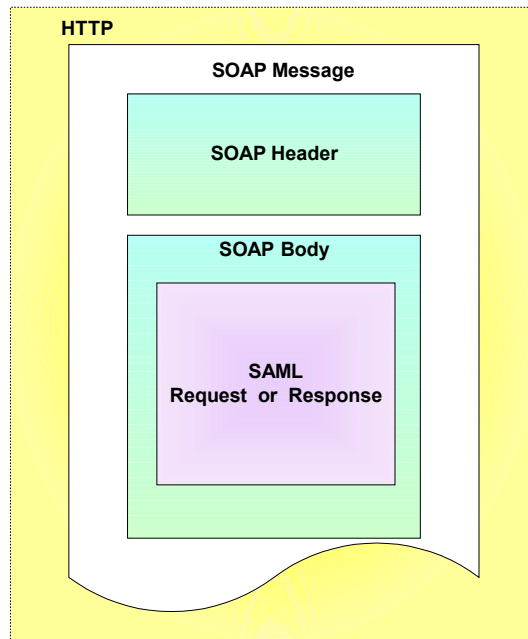 HTTP
SOAP Message
SOAP Header
SOAP Body
SAML
Request or Response